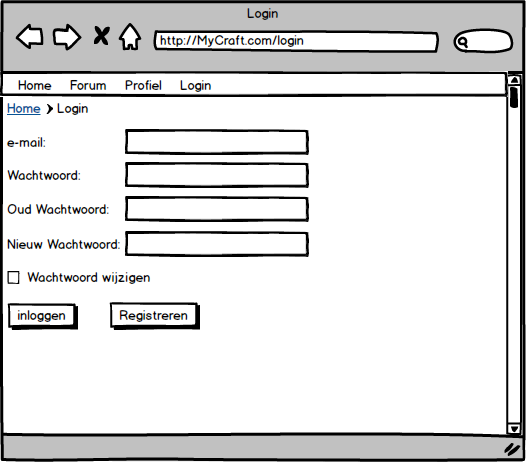 Login
http://MyCraft.com/login
Home Forum Profiel Login
Home Login
e-mail:
Wachtwoord:
Oud Wachtwoord:
Nieuw Wachtwoord:
Wachtwoord wijzigen
inloggen Registreren